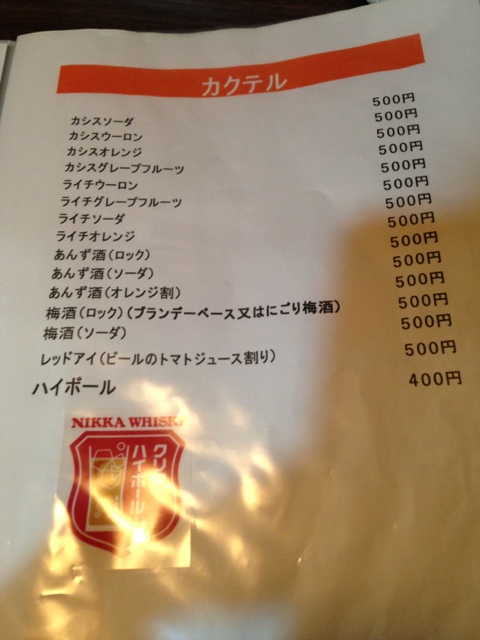 カクテル
カシスソーダ 500円
カシスウーロン 500円
カシスオレンジ 500円
カシスグレープフルーツ 500円
ライチウーロン 500円
ライチグレープフルーツ 500円
ライチソーダ 500円
ライチオレンジ 500円
あんず酒(ロック) 500円
あんず酒(ソーダ) 500円
あんず酒(オレンジ割) 500円
梅酒(ロック)(ブランデーベース又はにごり梅酒) 500円
梅酒(ソーダ) 500円
レッドアイ(ビールのトマトジュース割り) 500円
ハイボール 400円
NIKKA WHISKY
ハイボール